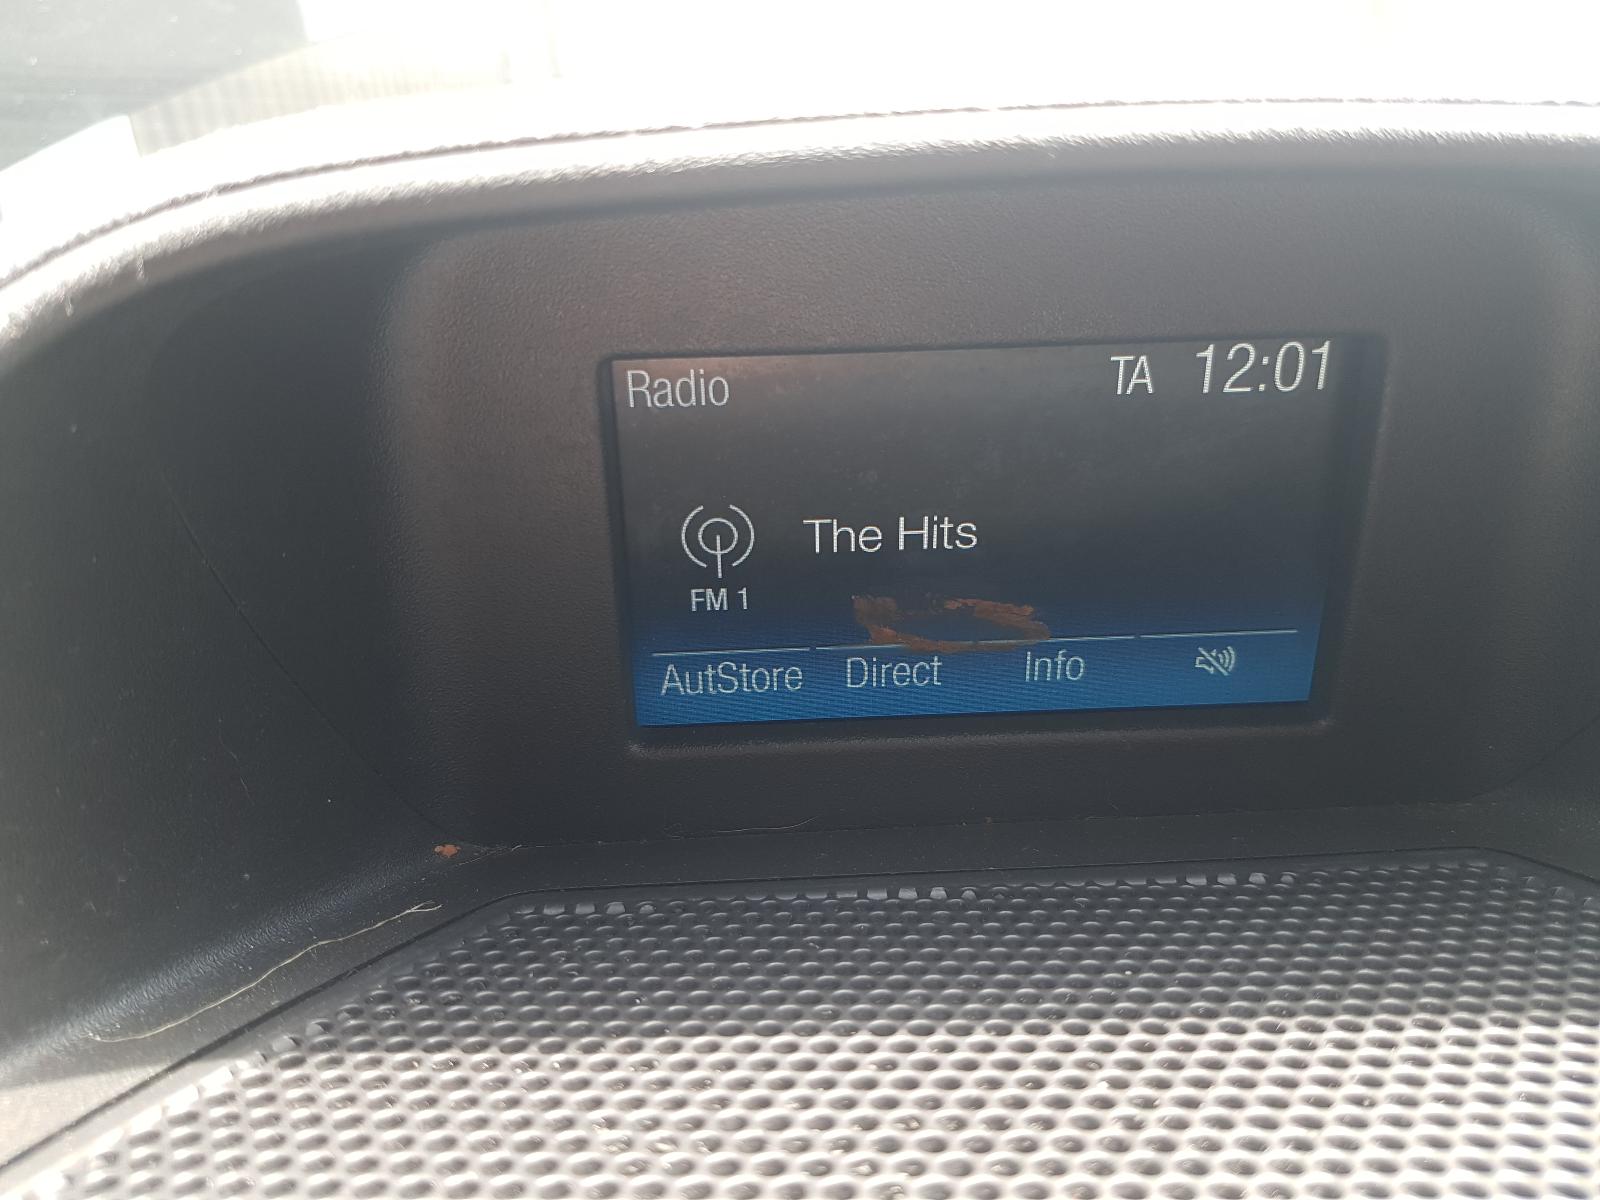 Radio TA 12:01
The Hits
FM 1
AutStore Direct Info